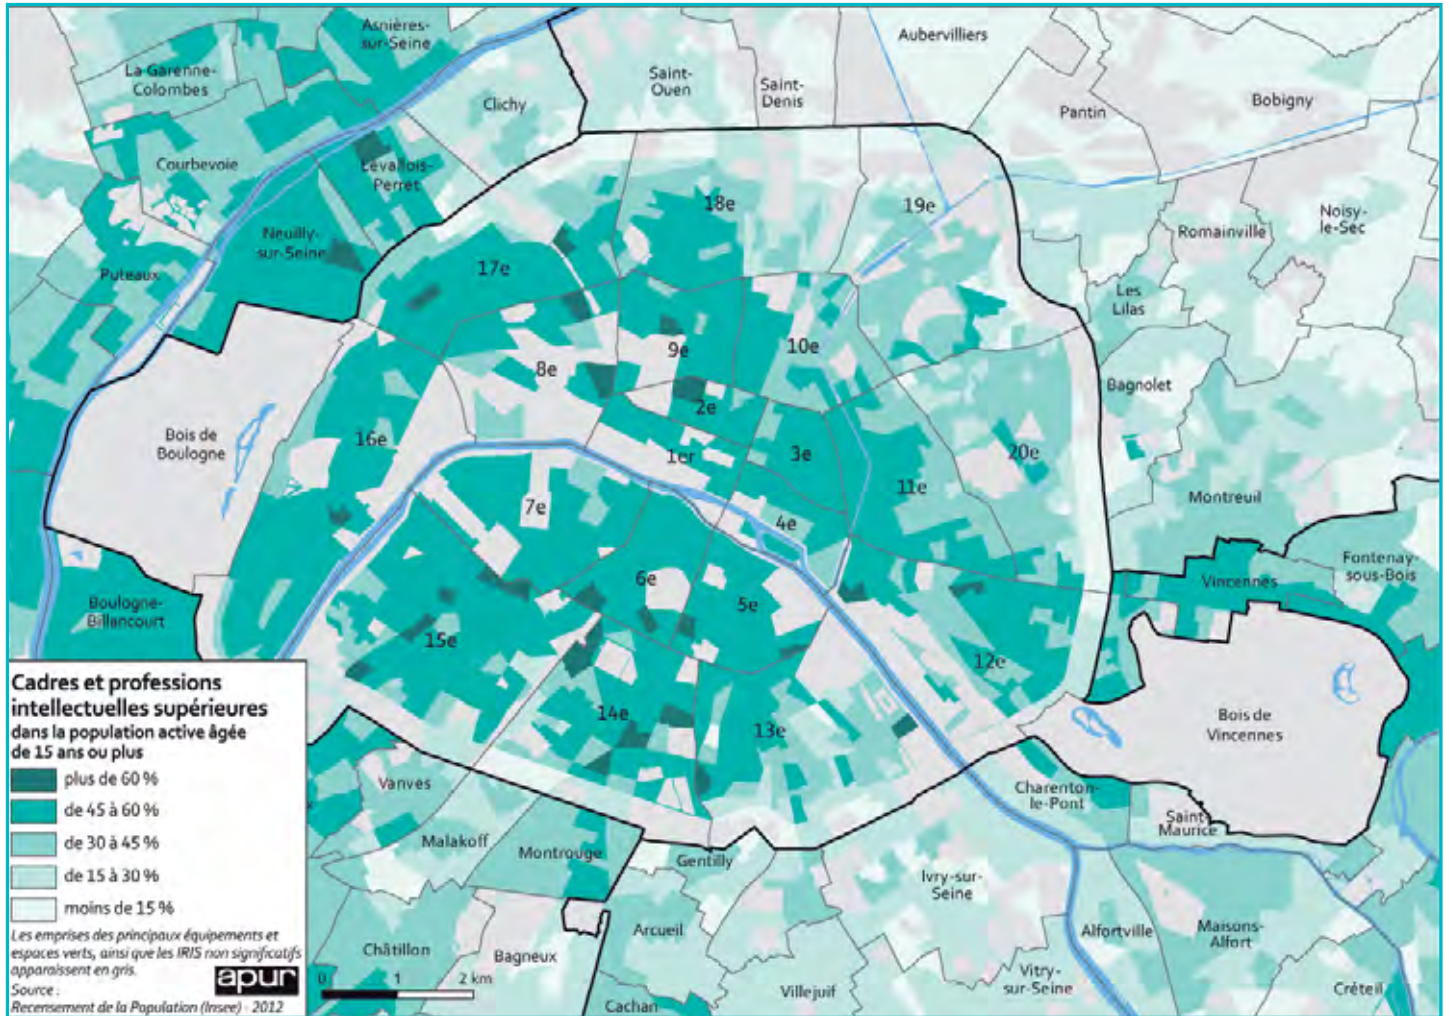 Asnières-
sur-Seine
La Garenne-
Colombes
Saint-
Ouen
Saint-
Denis
Aubervilliers
Clichy
Pantin
Bobigny
Courbevoie
Levallois-
Perret
18e
19e
Noisy-
le-Sec
Romainville
Neuilly-
sur-Seine
Puteaux
17e
Les
Lilas
10e
9e
8e
Bagnolet
2e
Bois de
Boulogne
16e
1er
3e
20e
11e
Montreuil
7e
4e
Fontenay-
sous-Bois
Vincennes
6e
5e
Boulogne-
Billancourt
15e
12e
14e
13e
Bois de
Vincennes
Cadres et professions
intellectuelles supérieures
dans la population active âgée
de 15 ans ou plus
plus de 60 %
de 45 à 60 %
de 30 à 45 %
de 15 à 30 %
moins de 15 %
Les emprises des principaux équipements et
espaces verts, ainsi que les IRIS non significatifs
apparaissent en gris.
apur
Source :
Recensement de la Population (Insee) - 2012
Vanves
Malakoff
Montrouge
Gentilly
Charenton-
le-Pont
Saint-
Maurice
Ivry-sur-
Seine
Châtillon
Bagneux
Arcueil
Alfortville
Maisons-
Alfort
0 1 2 km
Cachan
Villejuif
Vitry-
sur-Seine
Créteil